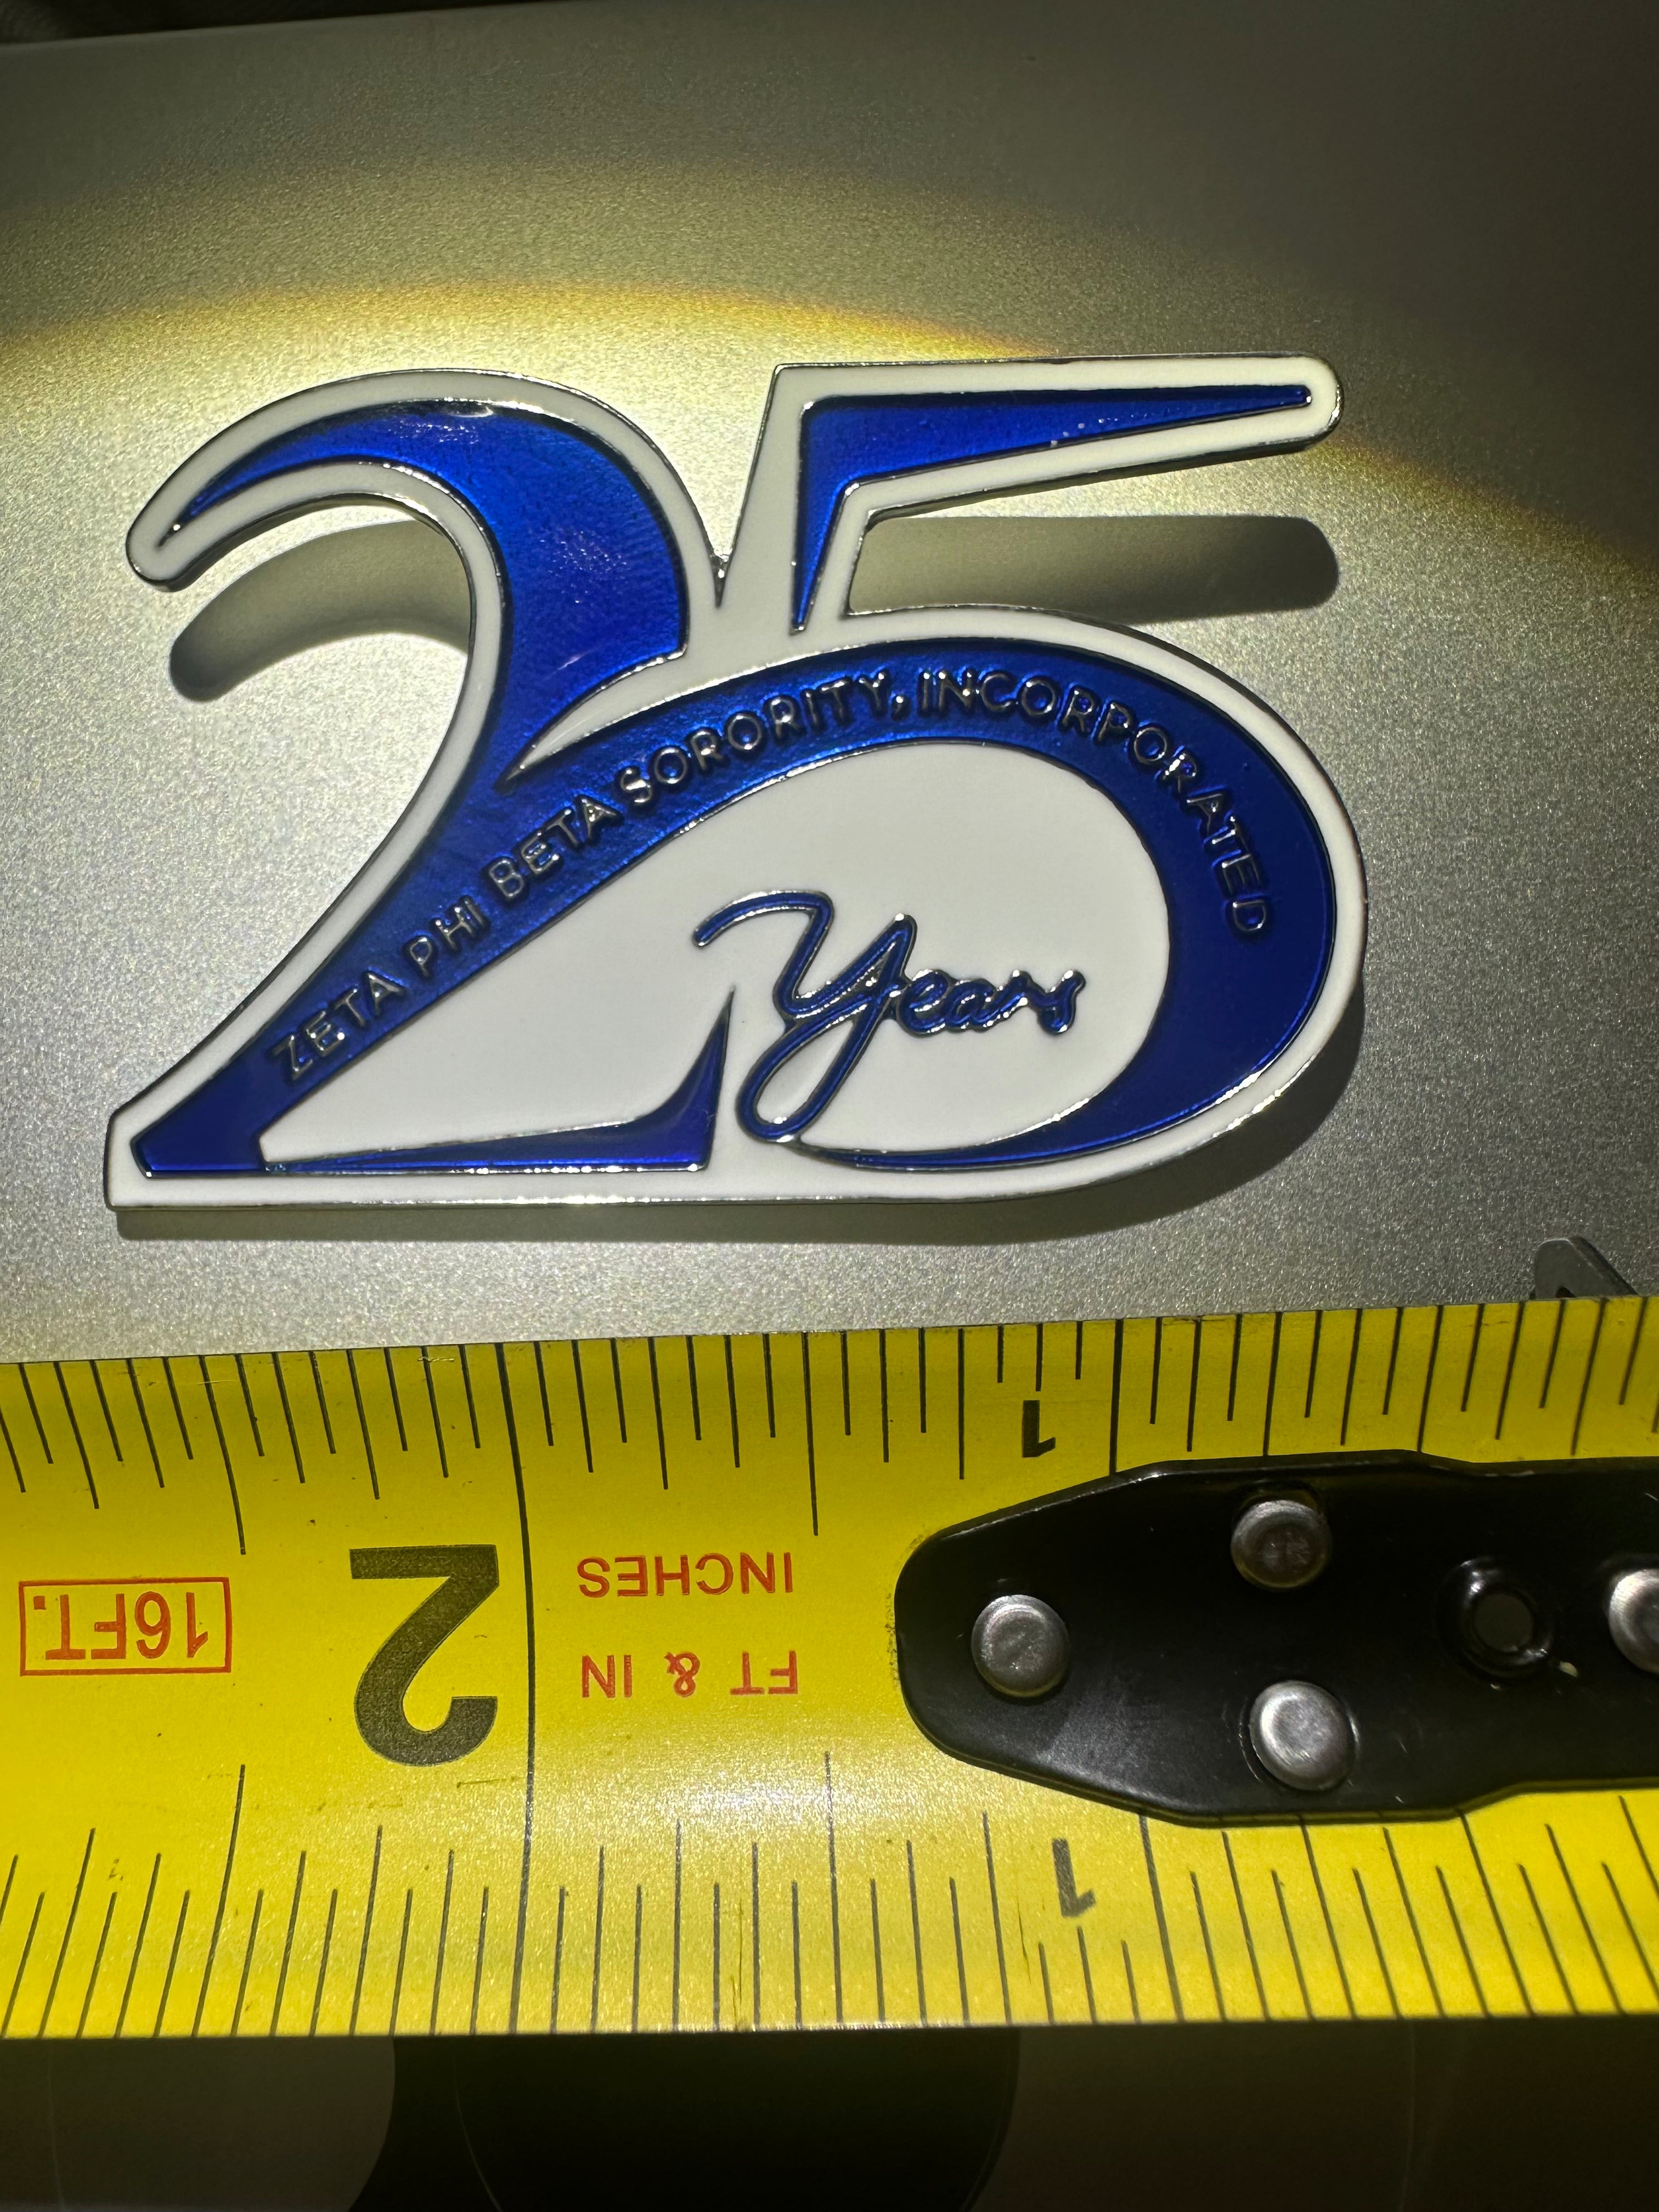 25
ZETA PHI BETA SORORITY, INCORPORATED
Years
1
16FT.
2
INCHES
FT & IN
1